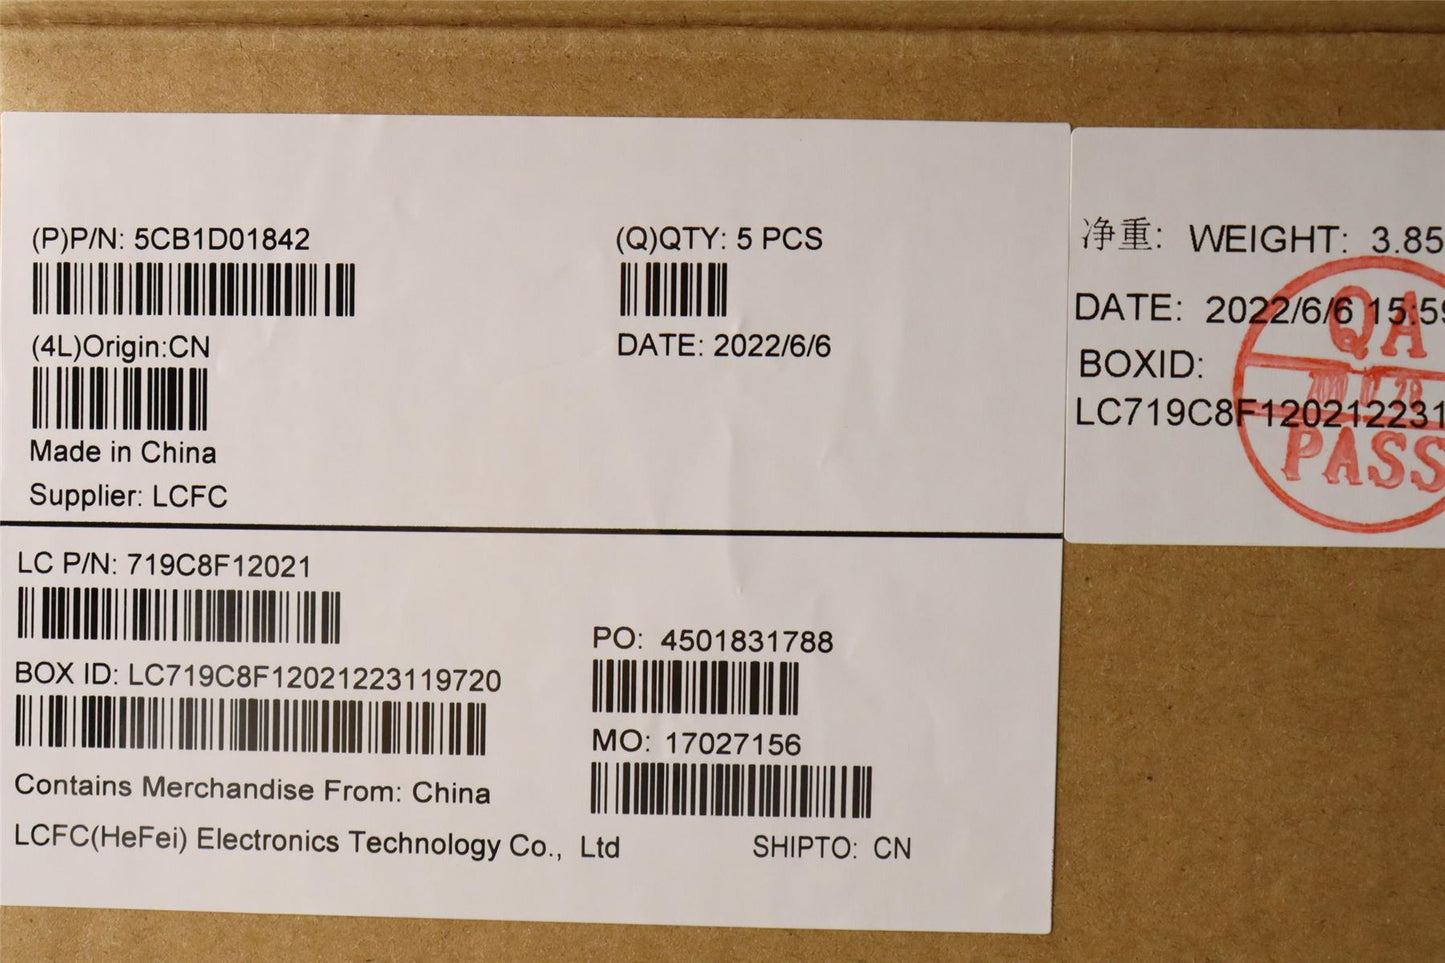 (P)P/N: 5CB1D01842
(Q)QTY: 5 PCS
(4L)Origin:CN
DATE: 2022/6/6
Made in China
Supplier: LCFC
LC P/N: 719C8F12021
BOX ID: LC719C8F12021223119720
PO: 4501831788
MO: 17027156
Contains Merchandise From: China
LCFC(HeFei) Electronics Technology Co., Ltd
SHIPTO: CN
净重: WEIGHT: 3.85
DATE: 2022/6/6 15:59
BOXID:
LC719C8F120212231
QA
PASS